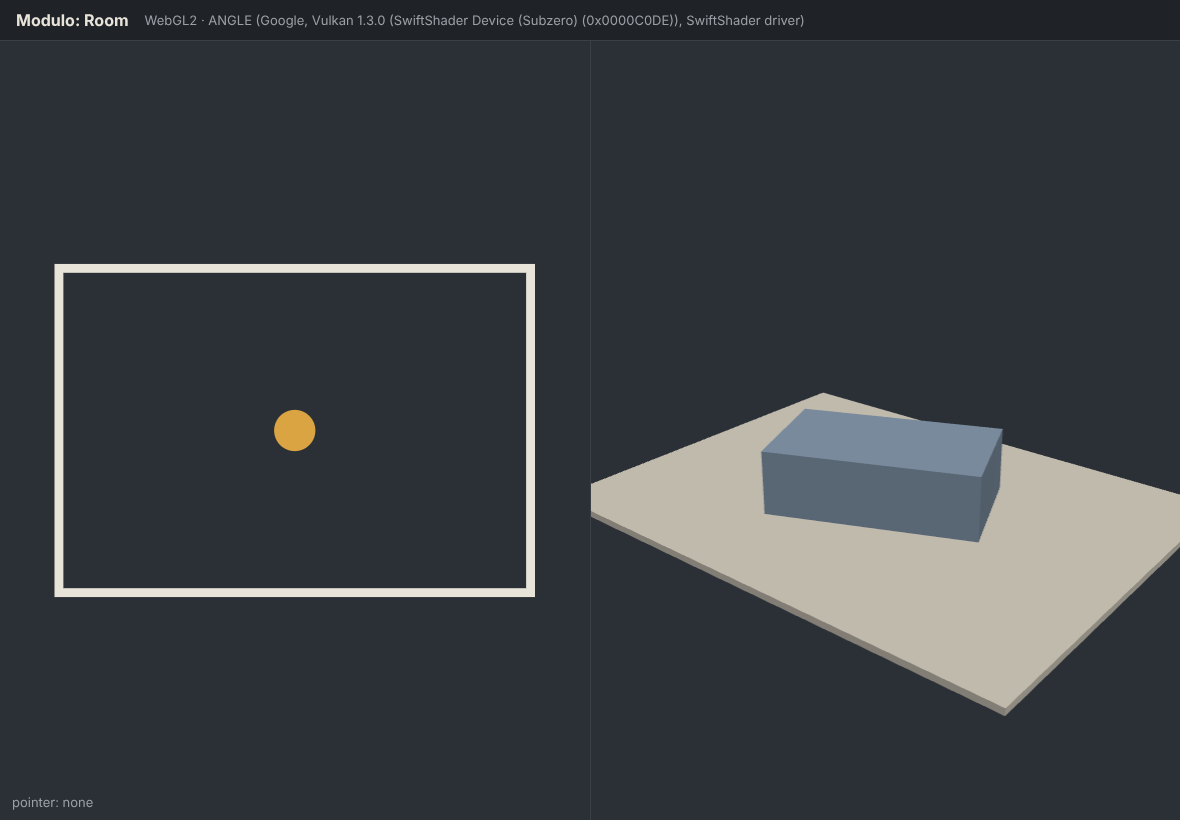 Modulo: Room WebGL2 · ANGLE (Google, Vulkan 1.3.0 (SwiftShader Device (Subzero) (0x0000C0DE)), SwiftShader driver)
pointer: none